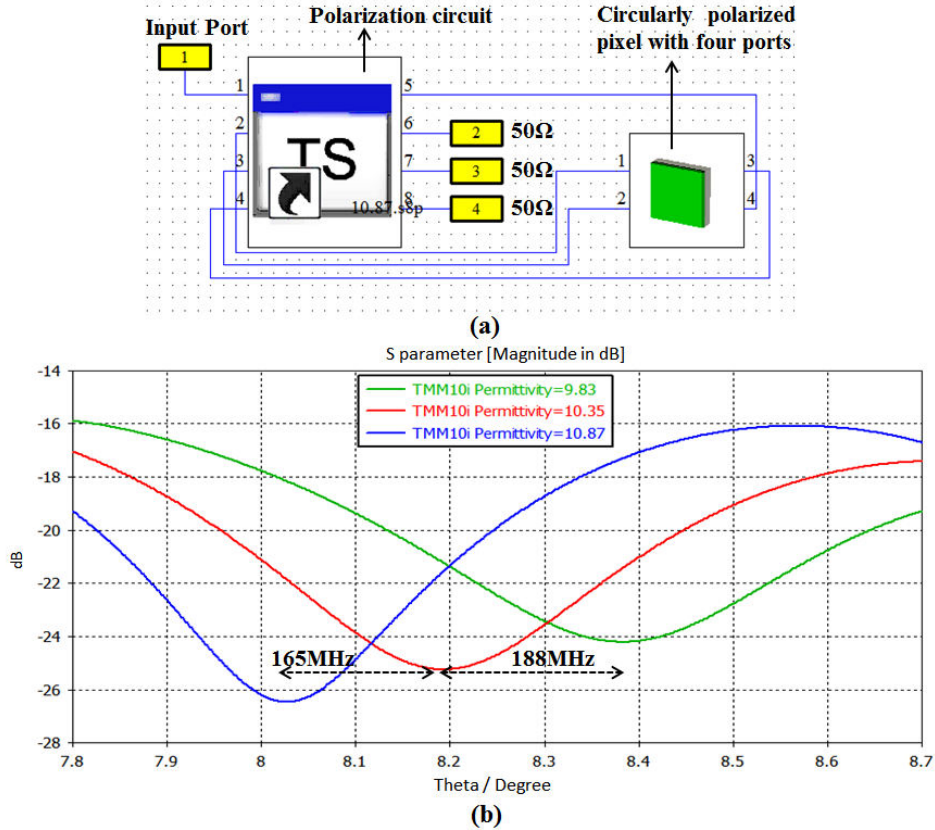 Polarization circuit
Circularly polarized
pixel with four ports
Input Port
1
1
2
3
4
5
6
7
8
TS
10.87.s8p
2
50Ω
3
50Ω
4
50Ω
1
2
3
4
(a)
S parameter [Magnitude in dB]
TMM10i Permittivity=9.83
TMM10i Permittivity=10.35
TMM10i Permittivity=10.87
-14
-16
-18
-20
-22
-24
-26
-28
dB
165MHz
188MHz
7.8
7.9
8
8.1
8.2
8.3
8.4
8.5
8.6
8.7
Theta / Degree
(b)